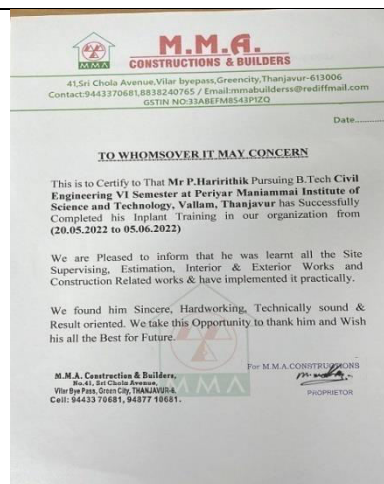 M.M.A.
CONSTRUCTIONS & BUILDERS
MMA
41,Sri Chola Avenue,Vilar byepass,Greencity,Thanjavur-613006
Contact:9443370681,8838240765 / Email:mmabuilderss@rediffmail.com
GSTIN NO:33ABEFM8543P1ZQ
Date...........
TO WHOMSOVER IT MAY CONCERN
This is to Certify to That Mr P.Haririthik Pursuing B.Tech Civil
Engineering VI Semester at Periyar Maniammai Institute of
Science and Technology, Vallam, Thanjavur has Successfully
Completed his Inplant Training in our organization from
(20.05.2022 to 05.06.2022)
We are Pleased to inform that he was learnt all the Site
Supervising, Estimation, Interior & Exterior Works and
Construction Related works & have implemented it practically.
We found him Sincere, Hardworking, Technically sound &
Result oriented. We take this Opportunity to thank him and Wish
his all the Best for Future.
MMA
For M.M.A.CONSTRUCTIONS
PROPRIETOR
M.M.A. Construction & Builders,
No.41, Sri Chola Avenue,
Vilar Bye Pass, Green City, THANJAVUR-6.
Cell: 94433 70681, 94877 10681.